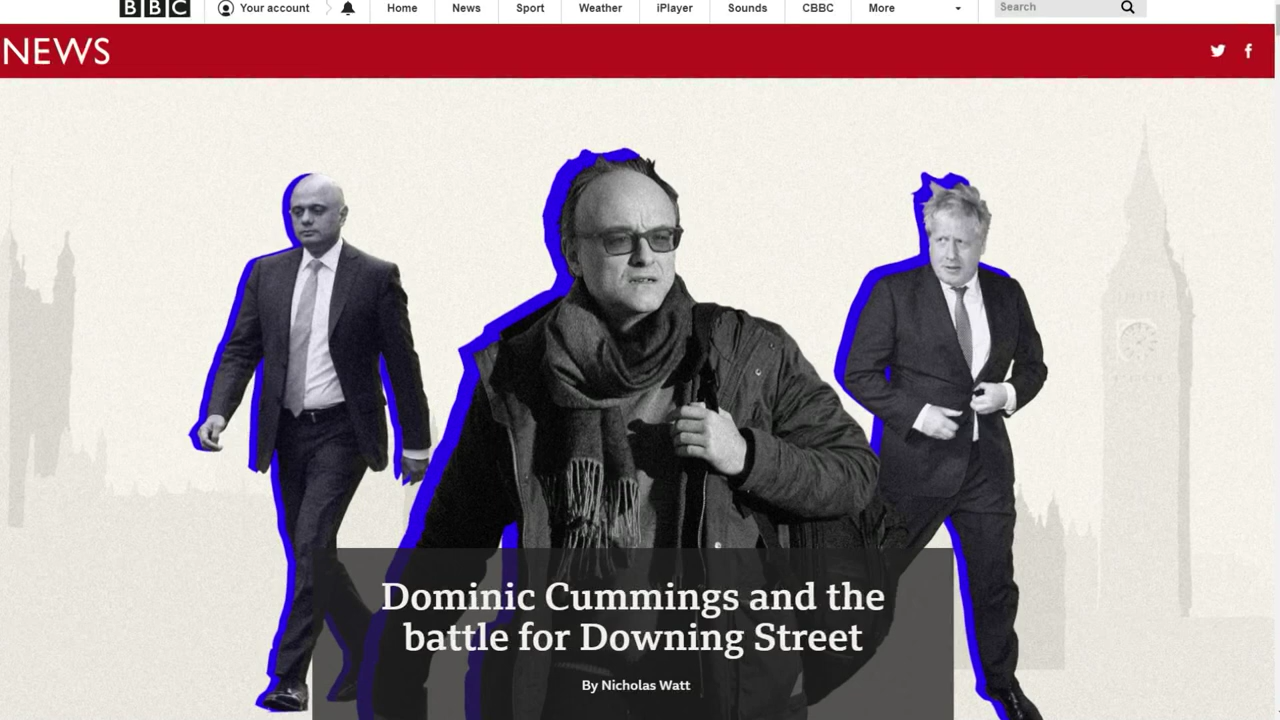 BBC Your account Home News Sport Weather iPlayer Sounds CBBC More Search
NEWS
Dominic Cummings and the
battle for Downing Street
By Nicholas Watt